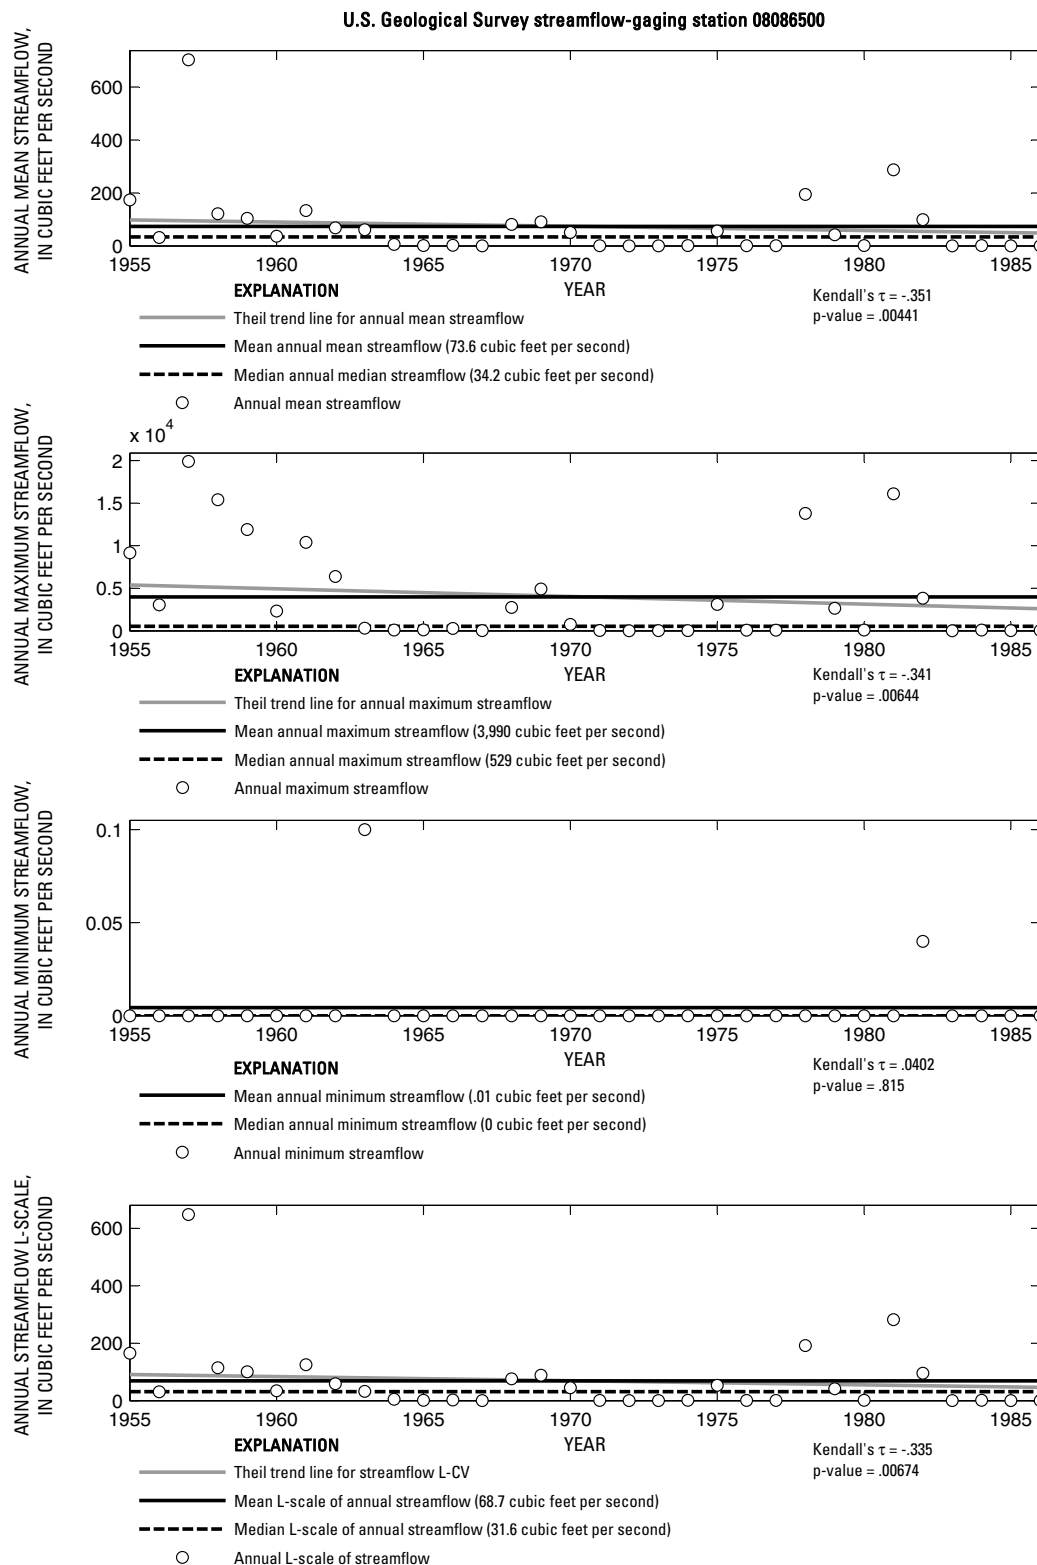 U.S. Geological Survey streamflow-gaging station 08086500
ANNUAL MEAN STREAMFLOW,
IN CUBIC FEET PER SECOND
600
400
200
0
1955 1960 1965 1970 1975 1980 1985
YEAR
EXPLANATION
Kendall's τ = -.351
p-value = .00441
Theil trend line for annual mean streamflow
Mean annual mean streamflow (73.6 cubic feet per second)
Median annual median streamflow (34.2 cubic feet per second)
Annual mean streamflow
ANNUAL MAXIMUM STREAMFLOW,
IN CUBIC FEET PER SECOND
x 10^4
2
1.5
1
0.5
0
1955 1960 1965 1970 1975 1980 1985
YEAR
EXPLANATION
Kendall's τ = -.341
p-value = .00644
Theil trend line for annual maximum streamflow
Mean annual maximum streamflow (3,990 cubic feet per second)
Median annual maximum streamflow (529 cubic feet per second)
Annual maximum streamflow
ANNUAL MINIMUM STREAMFLOW,
IN CUBIC FEET PER SECOND
0.1
0.05
0
1955 1960 1965 1970 1975 1980 1985
YEAR
EXPLANATION
Kendall's τ = .0402
p-value = .815
Mean annual minimum streamflow (.01 cubic feet per second)
Median annual minimum streamflow (0 cubic feet per second)
Annual minimum streamflow
ANNUAL STREAMFLOW L-SCALE,
IN CUBIC FEET PER SECOND
600
400
200
0
1955 1960 1965 1970 1975 1980 1985
YEAR
EXPLANATION
Kendall's τ = -.335
p-value = .00674
Theil trend line for streamflow L-CV
Mean L-scale of annual streamflow (68.7 cubic feet per second)
Median L-scale of annual streamflow (31.6 cubic feet per second)
Annual L-scale of streamflow